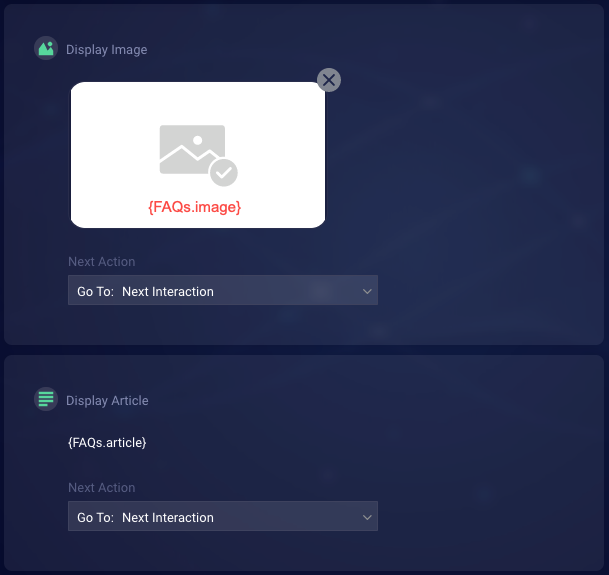 Display Image
{FAQs.image}
Next Action
Go To: Next Interaction
Display Article
{FAQs.article}
Next Action
Go To: Next Interaction